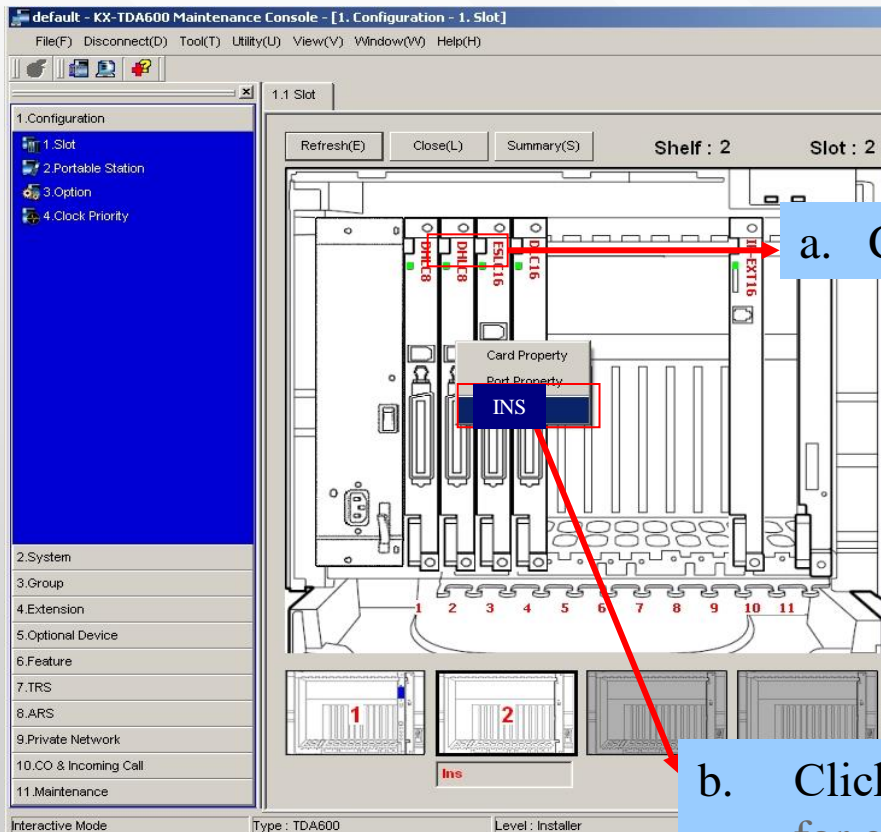 default - KX-TDA600 Maintenance Console - [1. Configuration - 1. Slot]
File(F) Disconnect(D) Tool(T) Utility(U) View(V) Window(W) Help(H)
1.1 Slot
1.Configuration
1.Slot
2.Portable Station
3.Option
4.Clock Priority
2.System
3.Group
4.Extension
5.Optional Device
6.Feature
7.TRS
8.ARS
9.Private Network
10.CO & Incoming Call
11.Maintenance
Refresh(E) Close(L) Summary(S) Shelf : 2 Slot : 2
DHLC8
DHLC8
ESLC16
DLC16
IP-EXT16
a.
Card Property
Port Property
INS
1 2 3 4 5 6 7 8 9 10 11
1 2
Ins
b. Click
Interactive Mode Type : TDA600 Level : Installer